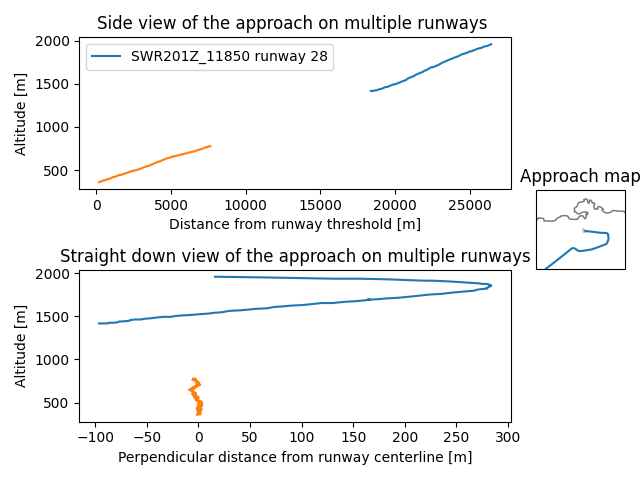 Side view of the approach on multiple runways
2000
1500
1000
500
Altitude [m]
SWR201Z_11850 runway 28
0
5000
10000
15000
20000
25000
Distance from runway threshold [m]
Approach map
Straight down view of the approach on multiple runways
2000
1500
1000
500
Altitude [m]
−100
−50
0
50
100
150
200
250
300
Perpendicular distance from runway centerline [m]